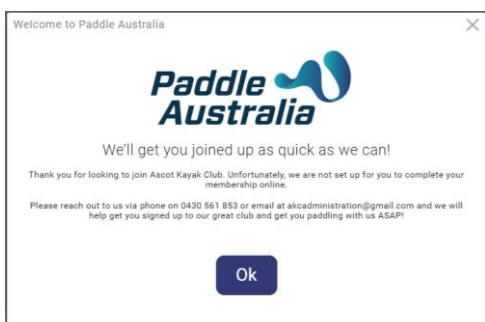 Welcome to Paddle Australia
Paddle
Australia
We'll get you joined up as quick as we can!
Thank you for looking to join Ascot Kayak Club. Unfortunately, we are not set up for you to complete your
membership online.
Please reach out to us via phone on 0430 561 853 or email at akcadministration@gmail.com and we will
help get you signed up to our great club and get you paddling with us ASAP!
Ok